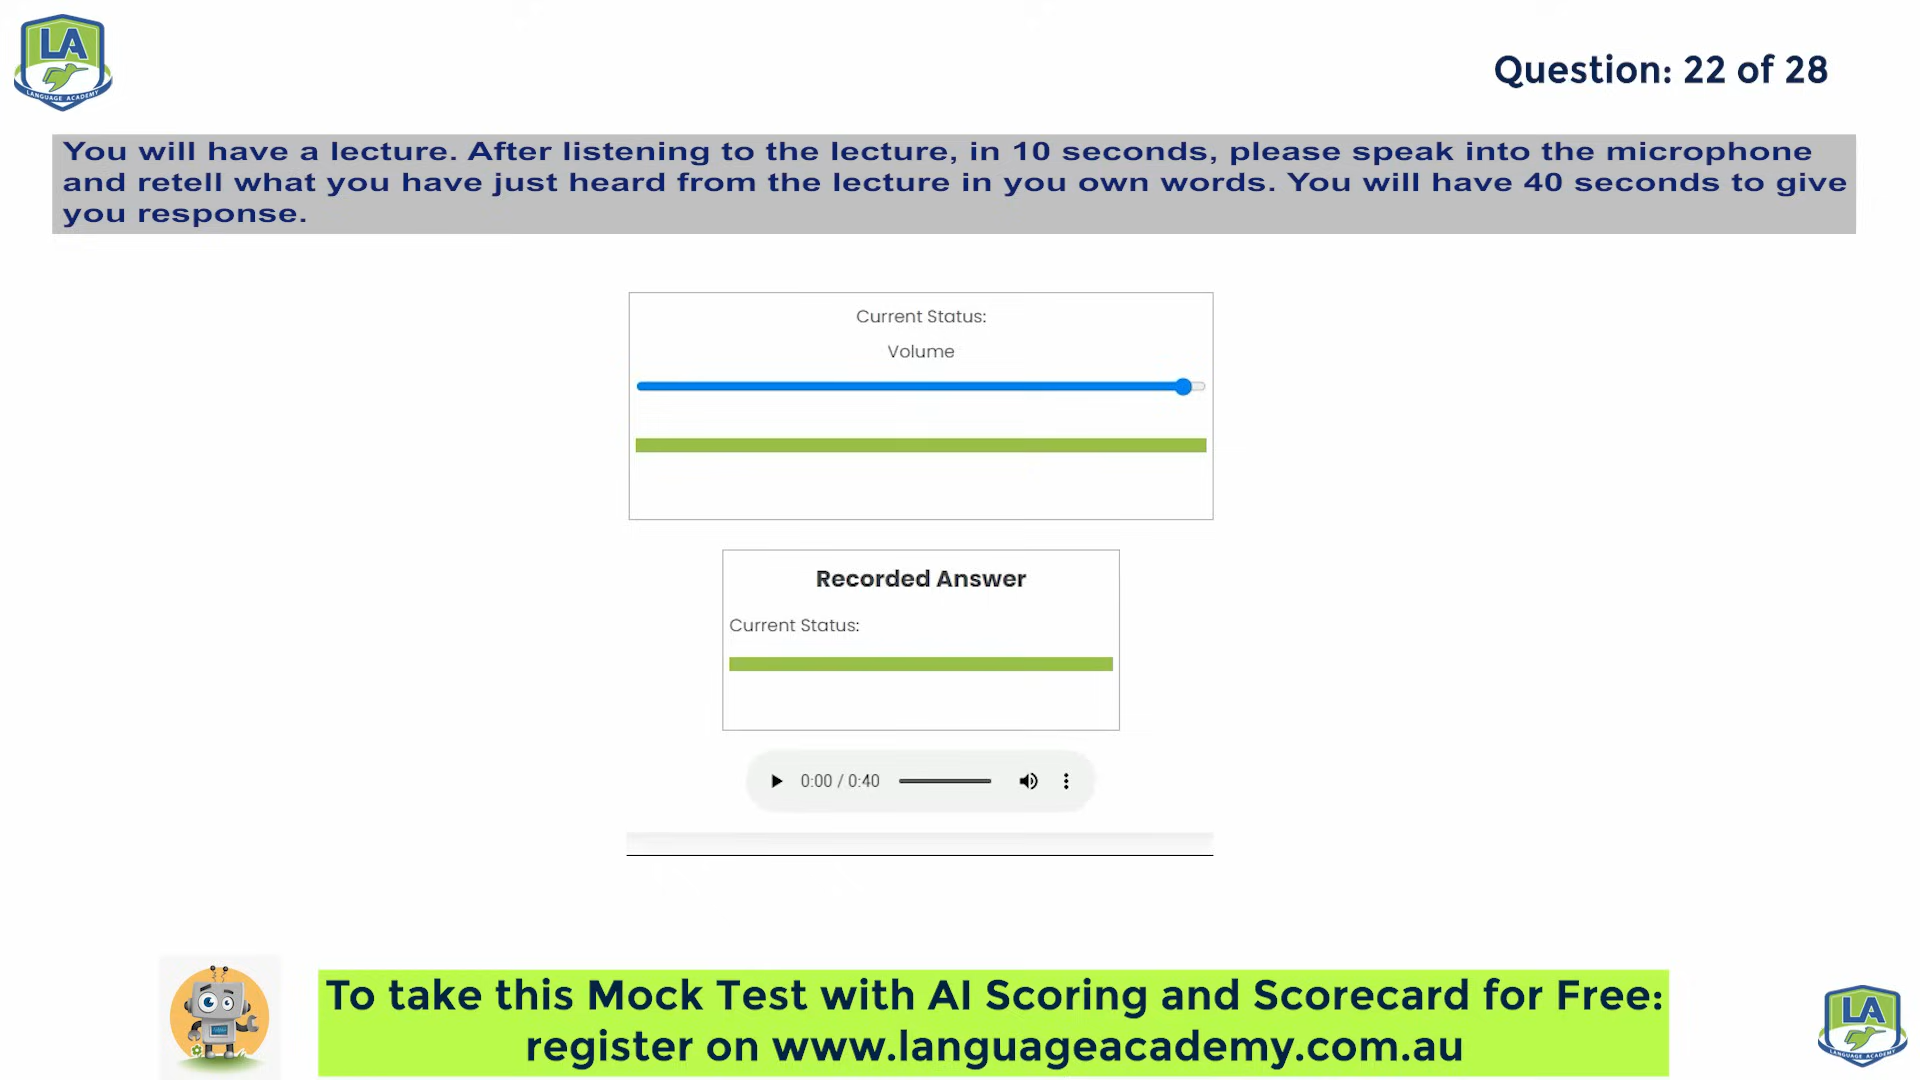 LA
LANGUAGE ACADEMY
Question: 22 of 28
You will have a lecture. After listening to the lecture, in 10 seconds, please speak into the microphone
and retell what you have just heard from the lecture in you own words. You will have 40 seconds to give
you response.
Current Status:
Volume
Recorded Answer
Current Status:
0:00 / 0:40
To take this Mock Test with AI Scoring and Scorecard for Free:
register on www.languageacademy.com.au
LA
LANGUAGE ACADEMY